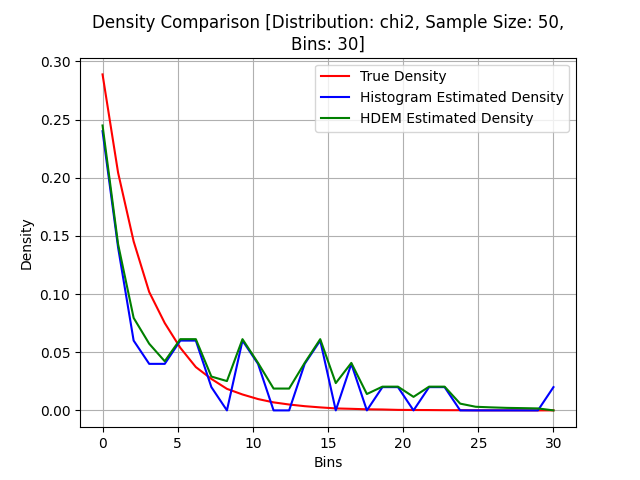 Density Comparison [Distribution: chi2, Sample Size: 50,
Bins: 30]
True Density
Histogram Estimated Density
HDEM Estimated Density
Density
0.30
0.25
0.20
0.15
0.10
0.05
0.00
0 5 10 15 20 25 30
Bins